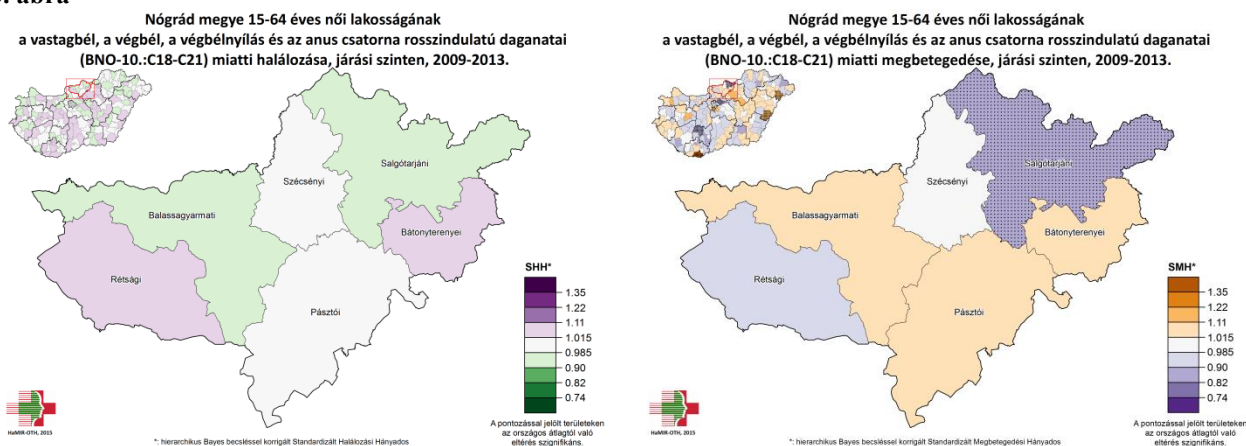 Nógrád megye 15-64 éves női lakosságának
a vastagbél, a végbél, a végbélnyílás és az anus csatorna rosszindulatú daganatai
(BNO-10.:C18-C21) miatti halálozása, járási szinten, 2009-2013.
Salgótarjáni
Szécsényi
Balassagyarmati
Bátonyterenyei
Rétsági
Pásztói
SHH*
1.35
1.22
1.11
1.015
0.985
0.90
0.82
0.74
HaMIR-OTH, 2015
A pontozással jelölt területeken
az országos átlagtól való
eltérés szignifikáns.
*: hierarchikus Bayes becsléssel korrigált Standardizált Halálozási Hányados
Nógrád megye 15-64 éves női lakosságának
a vastagbél, a végbél, a végbélnyílás és az anus csatorna rosszindulatú daganatai
(BNO-10.:C18-C21) miatti megbetegedése, járási szinten, 2009-2013.
Salgótarjáni
Szécsényi
Balassagyarmati
Bátonyterenyei
Rétsági
Pásztói
SMH*
1.35
1.22
1.11
1.015
0.985
0.90
0.82
0.74
HaMIR-OTH, 2015
A pontozással jelölt területeken
az országos átlagtól való
eltérés szignifikáns.
*: hierarchikus Bayes becsléssel korrigált Standardizált Megbetegedési Hányados